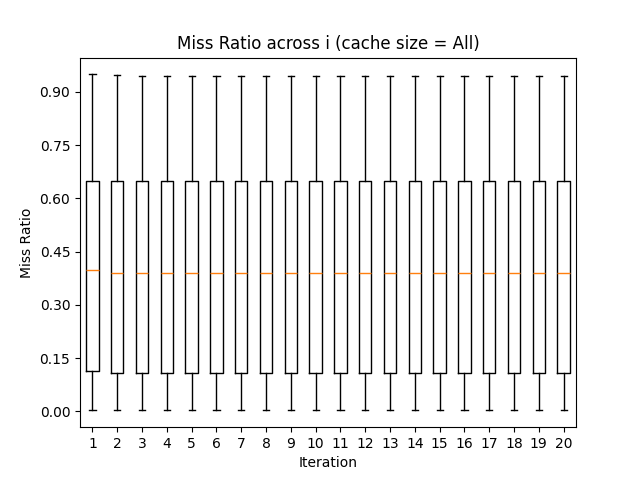 Miss Ratio across i (cache size = All)
0.90
0.75
0.60
0.45
0.30
0.15
0.00
Miss Ratio
1 2 3 4 5 6 7 8 9 10 11 12 13 14 15 16 17 18 19 20
Iteration